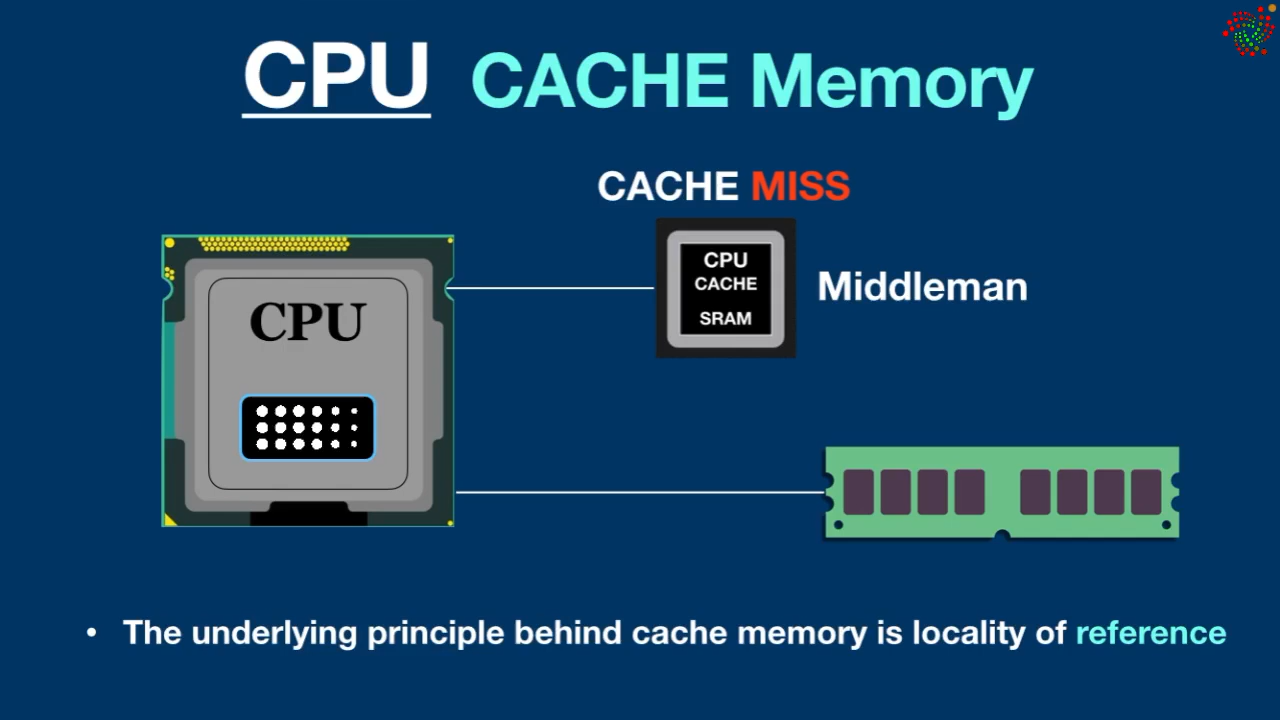 CPU CACHE Memory
CACHE MISS
CPU
CACHE
SRAM
Middleman
CPU
• The underlying principle behind cache memory is locality of reference